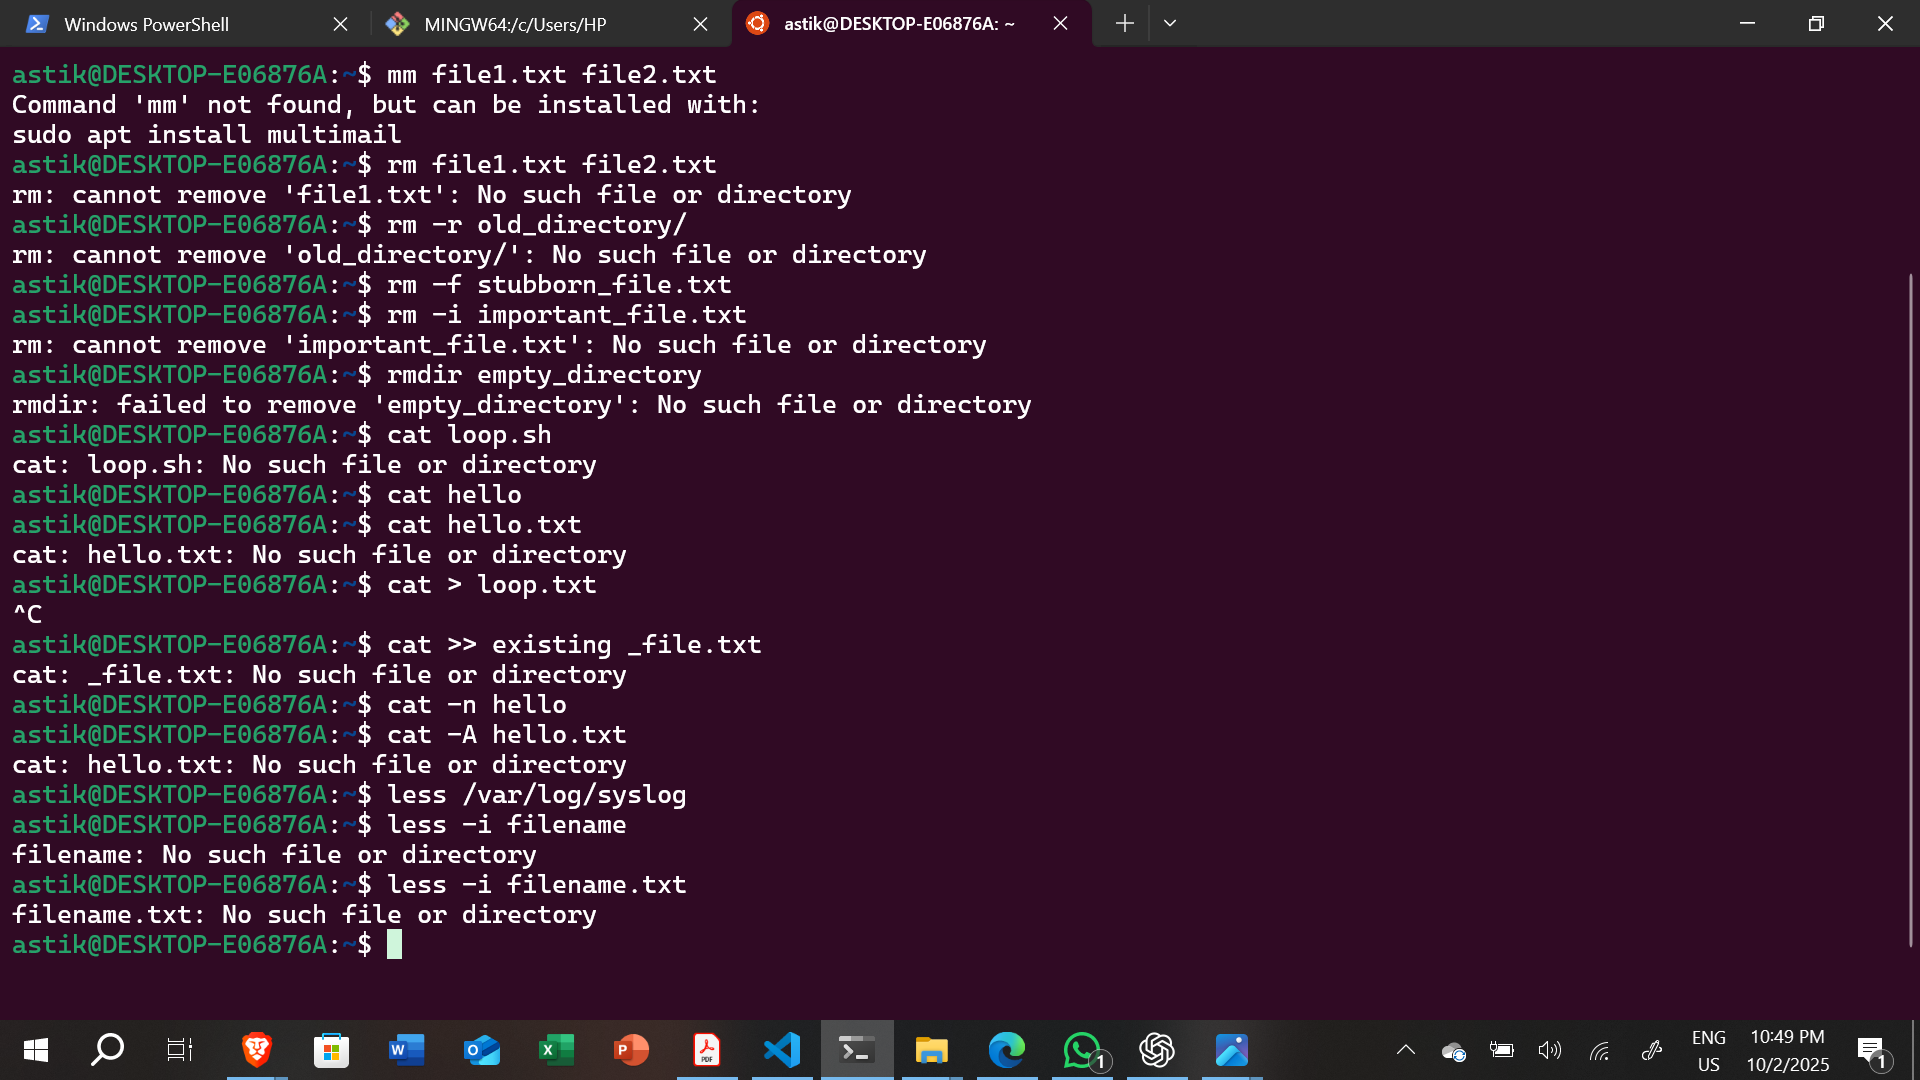 Windows PowerShell
MINGW64:/c/Users/HP
astik@DESKTOP-E06876A: ~
astik@DESKTOP-E06876A:~$ mm file1.txt file2.txt
Command 'mm' not found, but can be installed with:
sudo apt install multimail
astik@DESKTOP-E06876A:~$ rm file1.txt file2.txt
rm: cannot remove 'file1.txt': No such file or directory
astik@DESKTOP-E06876A:~$ rm -r old_directory/
rm: cannot remove 'old_directory/': No such file or directory
astik@DESKTOP-E06876A:~$ rm -f stubborn_file.txt
astik@DESKTOP-E06876A:~$ rm -i important_file.txt
rm: cannot remove 'important_file.txt': No such file or directory
astik@DESKTOP-E06876A:~$ rmdir empty_directory
rmdir: failed to remove 'empty_directory': No such file or directory
astik@DESKTOP-E06876A:~$ cat loop.sh
cat: loop.sh: No such file or directory
astik@DESKTOP-E06876A:~$ cat hello
astik@DESKTOP-E06876A:~$ cat hello.txt
cat: hello.txt: No such file or directory
astik@DESKTOP-E06876A:~$ cat > loop.txt
^C
astik@DESKTOP-E06876A:~$ cat >> existing _file.txt
cat: _file.txt: No such file or directory
astik@DESKTOP-E06876A:~$ cat -n hello
astik@DESKTOP-E06876A:~$ cat -A hello.txt
cat: hello.txt: No such file or directory
astik@DESKTOP-E06876A:~$ less /var/log/syslog
astik@DESKTOP-E06876A:~$ less -i filename
filename: No such file or directory
astik@DESKTOP-E06876A:~$ less -i filename.txt
filename.txt: No such file or directory
astik@DESKTOP-E06876A:~$
W
O
X
P
PDF
1
ENG
US
10:49 PM
10/2/2025
1